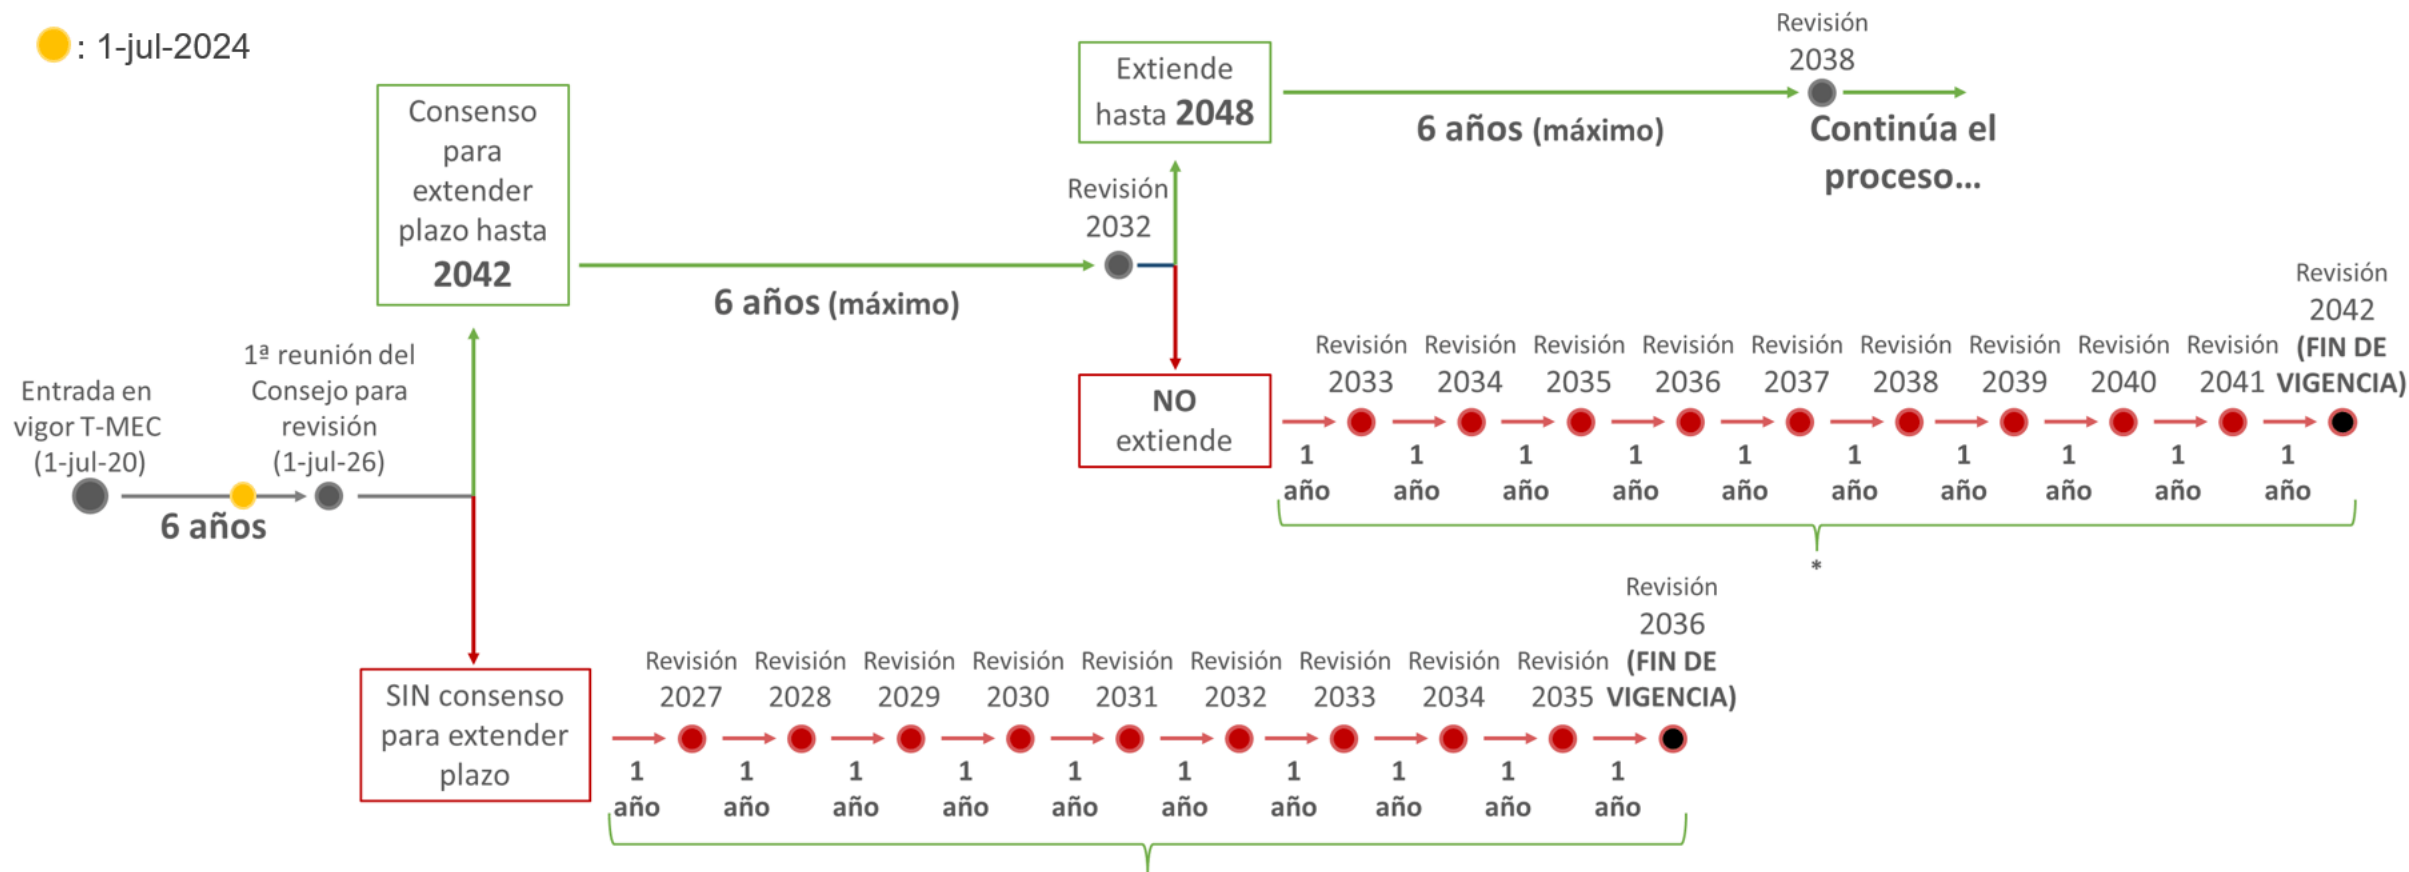 : 1-jul-2024
Entrada en
vigor T-MEC
(1-jul-20)
6 años
1ª reunión del
Consejo para
revisión
(1-jul-26)
Consenso
para
extender
plazo hasta
2042
6 años (máximo)
Revisión
2032
Extiende
hasta 2048
6 años (máximo)
Revisión
2038
Continúa el
proceso...
NO
extiende
Revisión
2033
Revisión
2034
Revisión
2035
Revisión
2036
Revisión
2037
Revisión
2038
Revisión
2039
Revisión
2040
Revisión
2041
Revisión
2042
(FIN DE
VIGENCIA)
1
año
1
año
1
año
1
año
1
año
1
año
1
año
1
año
1
año
1
año
*
SIN consenso
para extender
plazo
Revisión
2027
Revisión
2028
Revisión
2029
Revisión
2030
Revisión
2031
Revisión
2032
Revisión
2033
Revisión
2034
Revisión
2035
Revisión
2036
(FIN DE
VIGENCIA)
1
año
1
año
1
año
1
año
1
año
1
año
1
año
1
año
1
año
1
año